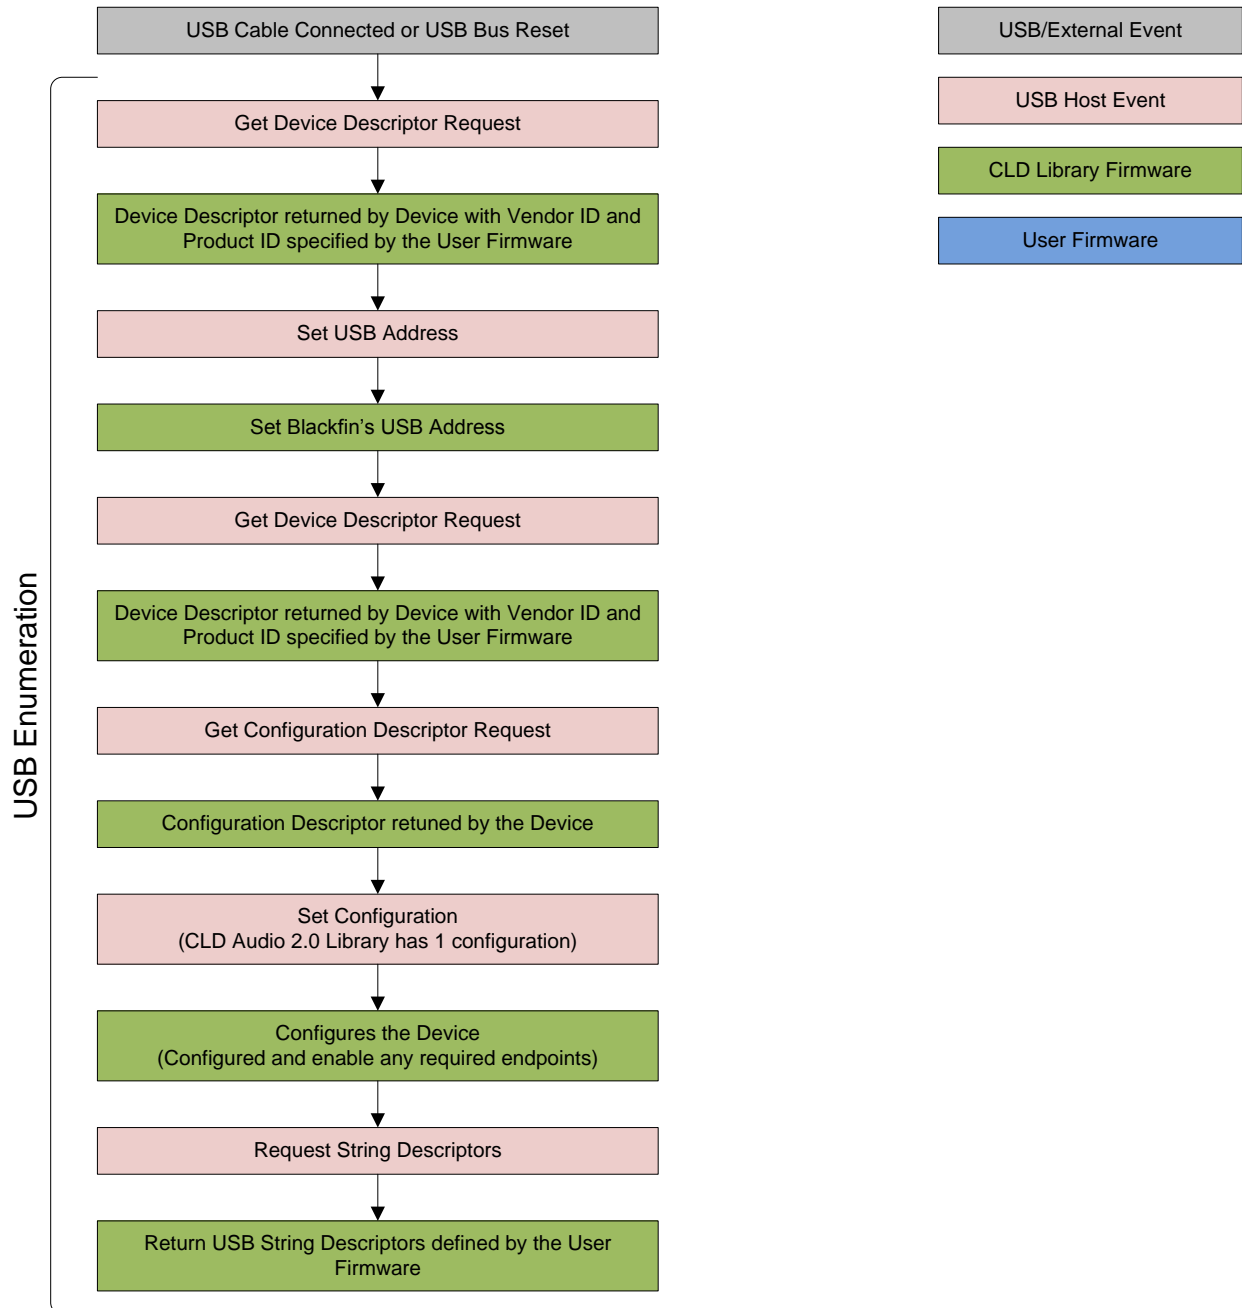 USB Cable Connected or USB Bus Reset
USB/External Event
USB Host Event
CLD Library Firmware
User Firmware
USB Enumeration
Get Device Descriptor Request
Device Descriptor returned by Device with Vendor ID and
Product ID specified by the User Firmware
Set USB Address
Set Blackfin's USB Address
Get Device Descriptor Request
Device Descriptor returned by Device with Vendor ID and
Product ID specified by the User Firmware
Get Configuration Descriptor Request
Configuration Descriptor retuned by the Device
Set Configuration
(CLD Audio 2.0 Library has 1 configuration)
Configures the Device
(Configured and enable any required endpoints)
Request String Descriptors
Return USB String Descriptors defined by the User
Firmware